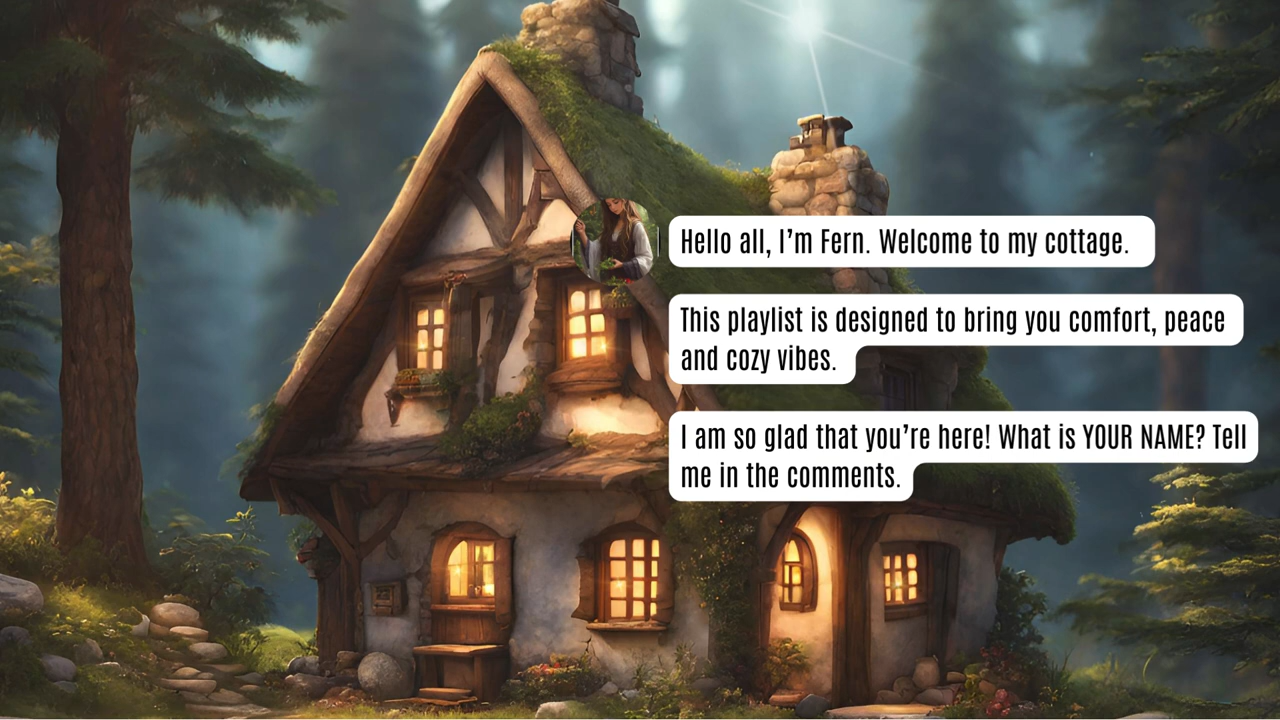 Hello all, I’m Fern. Welcome to my cottage.
This playlist is designed to bring you comfort, peace
and cozy vibes.
I am so glad that you’re here! What is YOUR NAME? Tell
me in the comments.